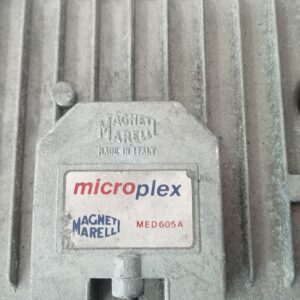 MAGNETI
MARELLI
MADE IN ITALY
microplex
MAGNETI
MARELLI
MED605A